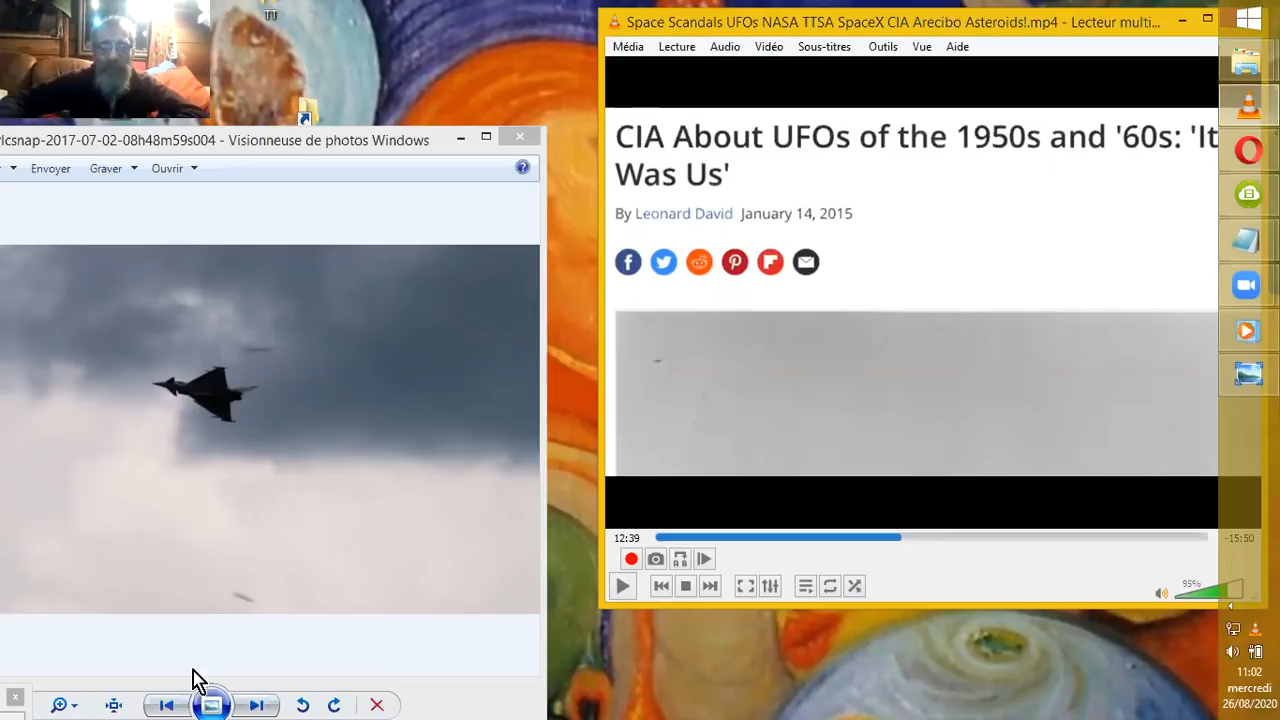 TT
lcsnap-2017-07-02-08h48m59s004 - Visionneuse de photos Windows
Envoyer Graver Ouvrir
Space Scandals UFOs NASA TTSA SpaceX CIA Arecibo Asteroids!.mp4 - Lecteur multi...
Média Lecture Audio Vidéo Sous-titres Outils Vue Aide
CIA About UFOs of the 1950s and '60s: 'It
Was Us'
By Leonard David January 14, 2015
12:39
-15:50
95%
11:02
mercredi
26/08/2020